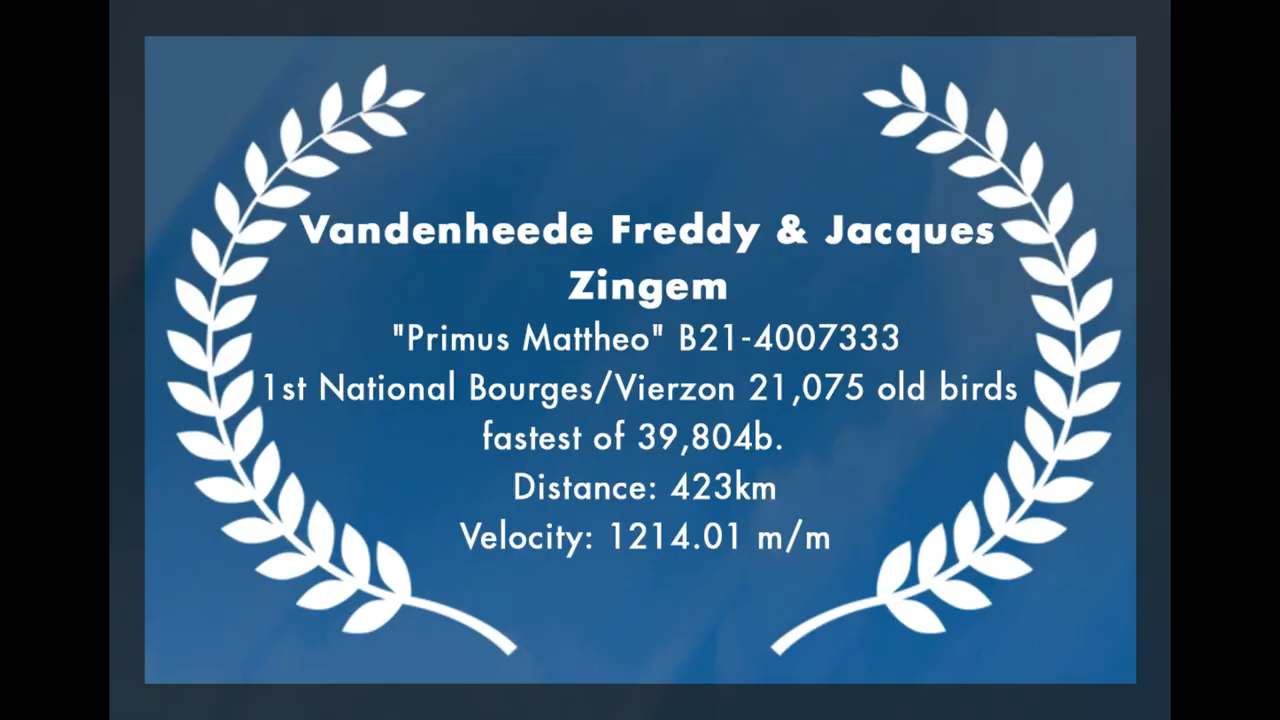 Vandenheede Freddy & Jacques
Zingem
"Primus Mattheo" B21-4007333
1st National Bourges/Vierzon 21,075 old birds
fastest of 39,804b.
Distance: 423km
Velocity: 1214.01 m/m